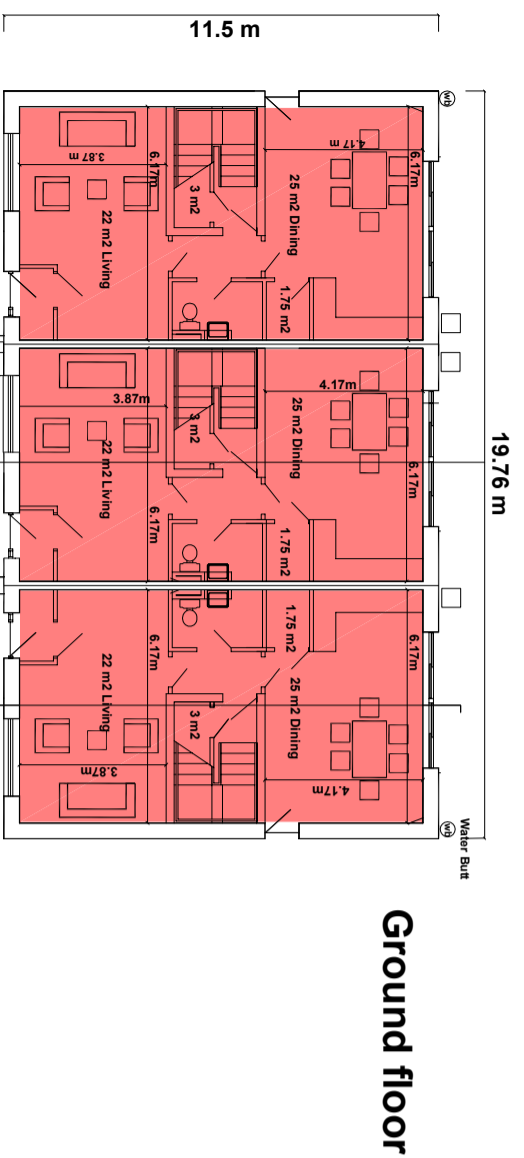 11.5 m
wb
6.17m
4.17 m
25 m2 Dining
3 m2
6.17m
3.87 m
22 m2 Living
1.75 m2
4.17m
3.87m
25 m2 Dining
3 m2
22 m2 Living
6.17m
19.76 m
1.75 m2
6.17m
1.75 m2
6.17m
6.17m
25 m2 Dining
22 m2 Living
3 m2
4.17m
3.87m
wb
Water Butt
Ground floor